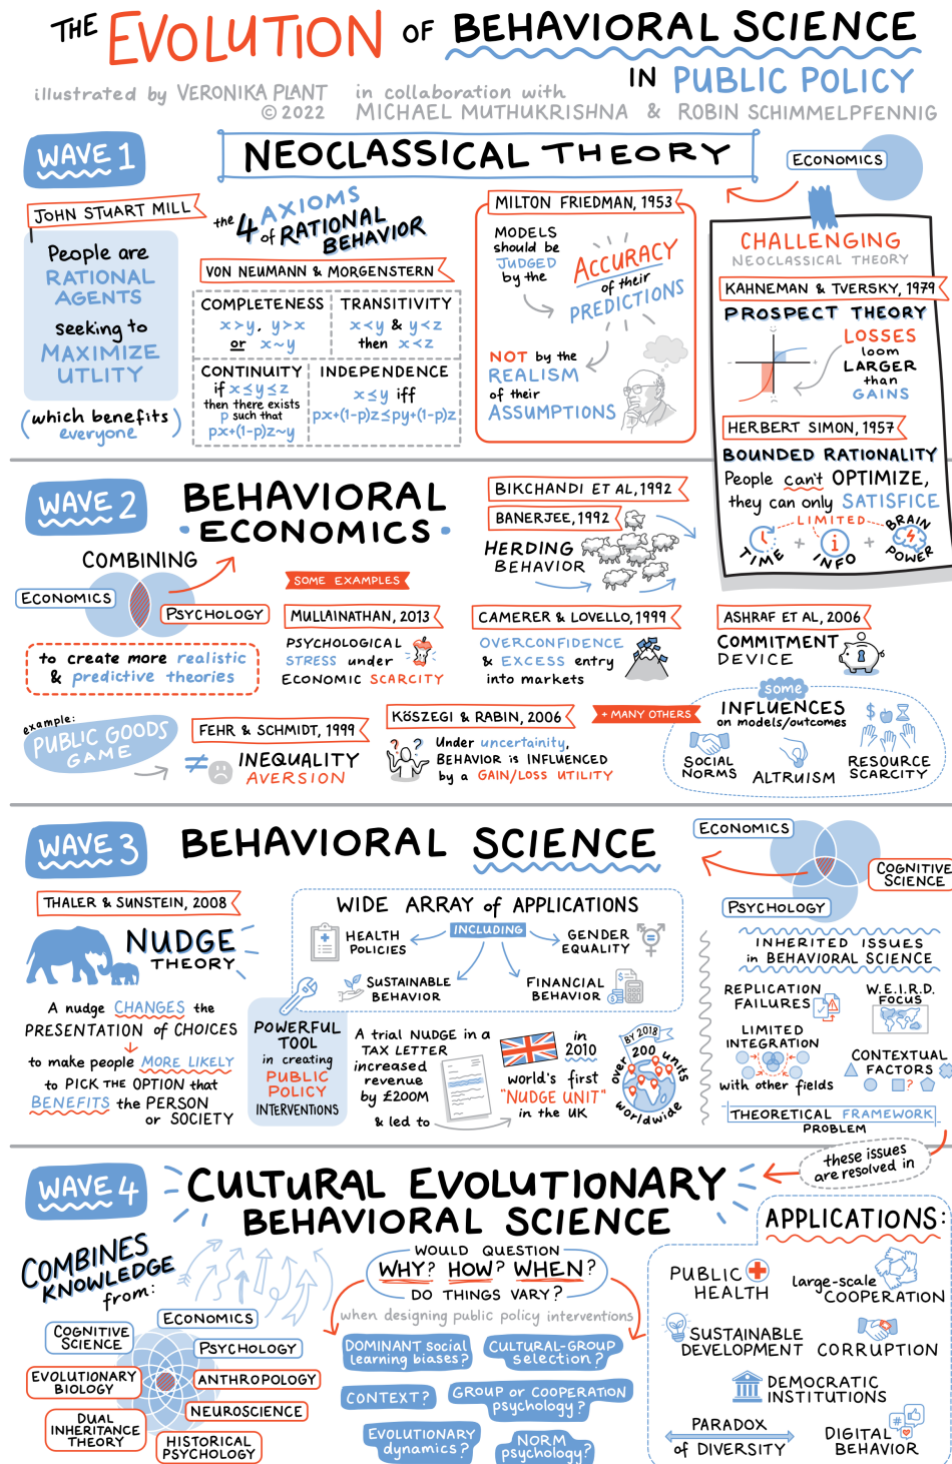 THE EVOLUTION OF BEHAVIORAL SCIENCE
IN PUBLIC POLICY
illustrated by VERONIKA PLANT
© 2022
in collaboration with
MICHAEL MUTHUKRISHNA & ROBIN SCHIMMELPFENNIG
WAVE 1
NEOCLASSICAL THEORY
ECONOMICS
JOHN STUART MILL
People are
RATIONAL
AGENTS
seeking to
MAXIMIZE
UTLITY
(which benefits
everyone)
the 4 AXIOMS
of RATIONAL
BEHAVIOR
VON NEUMANN & MORGENSTERN
COMPLETENESS
x>y, y>x
or x~y
TRANSITIVITY
x<y & y<z
then x<z
CONTINUITY
if x≤y≤z
then there exists
p such that
px+(1-p)z~y
INDEPENDENCE
x≤y iff
px+(1-p)z≤py+(1-p)z
MILTON FRIEDMAN, 1953
MODELS
should be
JUDGED
by the
ACCURACY
of their
PREDICTIONS
NOT by the
REALISM
of their
ASSUMPTIONS
CHALLENGING
NEOCLASSICAL THEORY
KAHNEMAN & TVERSKY, 1979
PROSPECT THEORY
LOSSES
loom
LARGER
than
GAINS
HERBERT SIMON, 1957
BOUNDED RATIONALITY
People can't OPTIMIZE,
they can only SATISFICE
LIMITED
TIME + INFO + BRAIN POWER
WAVE 2
BEHAVIORAL
ECONOMICS
COMBINING
ECONOMICS
PSYCHOLOGY
to create more realistic
& predictive theories
SOME EXAMPLES
BIKCHANDI ET AL, 1992
BANERJEE, 1992
HERDING
BEHAVIOR
MULLAINATHAN, 2013
PSYCHOLOGICAL
STRESS under
ECONOMIC SCARCITY
CAMERER & LOVELLO, 1999
OVERCONFIDENCE
& EXCESS entry
into markets
ASHRAF ET AL, 2006
COMMITMENT
DEVICE
example:
PUBLIC GOODS
GAME
FEHR & SCHMIDT, 1999
≠
INEQUALITY
AVERSION
KÖSZEGI & RABIN, 2006
? ?
Under uncertainity,
BEHAVIOR is INFLUENCED
by a GAIN/LOSS UTILITY
+ MANY OTHERS
some
INFLUENCES
on models/outcomes
SOCIAL
NORMS
ALTRUISM
$
RESOURCE
SCARCITY
WAVE 3
BEHAVIORAL SCIENCE
ECONOMICS
COGNITIVE
SCIENCE
PSYCHOLOGY
THALER & SUNSTEIN, 2008
NUDGE
THEORY
A nudge CHANGES the
PRESENTATION of CHOICES
to make people MORE LIKELY
to PICK THE OPTION that
BENEFITS the PERSON
or SOCIETY
WIDE ARRAY of APPLICATIONS
INCLUDING
HEALTH
POLICIES
GENDER
EQUALITY
SUSTAINABLE
BEHAVIOR
FINANCIAL
BEHAVIOR
POWERFUL
TOOL
in creating
PUBLIC
POLICY
INTERVENTIONS
A trial NUDGE in a
TAX LETTER
increased
revenue
by £200M
& led to
in
2010
world's first
"NUDGE UNIT"
in the UK
BY 2018
over 200 units
worldwide
INHERITED ISSUES
in BEHAVIORAL SCIENCE
REPLICATION
FAILURES
W.E.I.R.D.
FOCUS
LIMITED
INTEGRATION
with other fields
CONTEXTUAL
FACTORS
?
THEORETICAL FRAMEWORK
PROBLEM
these issues
are resolved in
WAVE 4
CULTURAL EVOLUTIONARY
BEHAVIORAL SCIENCE
COMBINES
KNOWLEDGE
from:
ECONOMICS
COGNITIVE
SCIENCE
PSYCHOLOGY
EVOLUTIONARY
BIOLOGY
ANTHROPOLOGY
NEUROSCIENCE
DUAL
INHERITANCE
THEORY
HISTORICAL
PSYCHOLOGY
WOULD QUESTION
WHY? HOW? WHEN?
DO THINGS VARY?
when designing public policy interventions
DOMINANT social
learning biases?
CULTURAL-GROUP
selection?
CONTEXT?
GROUP or COOPERATION
psychology?
EVOLUTIONARY
dynamics?
NORM
psychology?
APPLICATIONS:
PUBLIC
HEALTH
large-scale
COOPERATION
SUSTAINABLE
DEVELOPMENT
CORRUPTION
DEMOCRATIC
INSTITUTIONS
PARADOX
of DIVERSITY
#
DIGITAL
BEHAVIOR